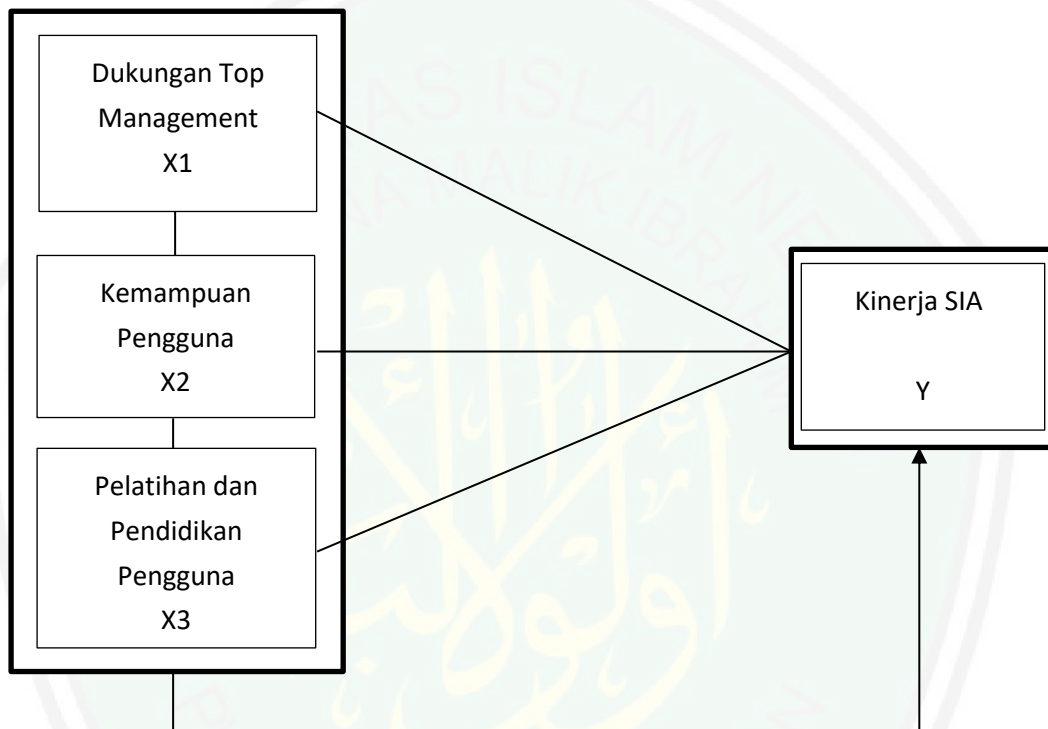 Dukungan Top
Management
X1
Kemampuan
Pengguna
X2
Pelatihan dan
Pendidikan
Pengguna
X3
Kinerja SIA
Y